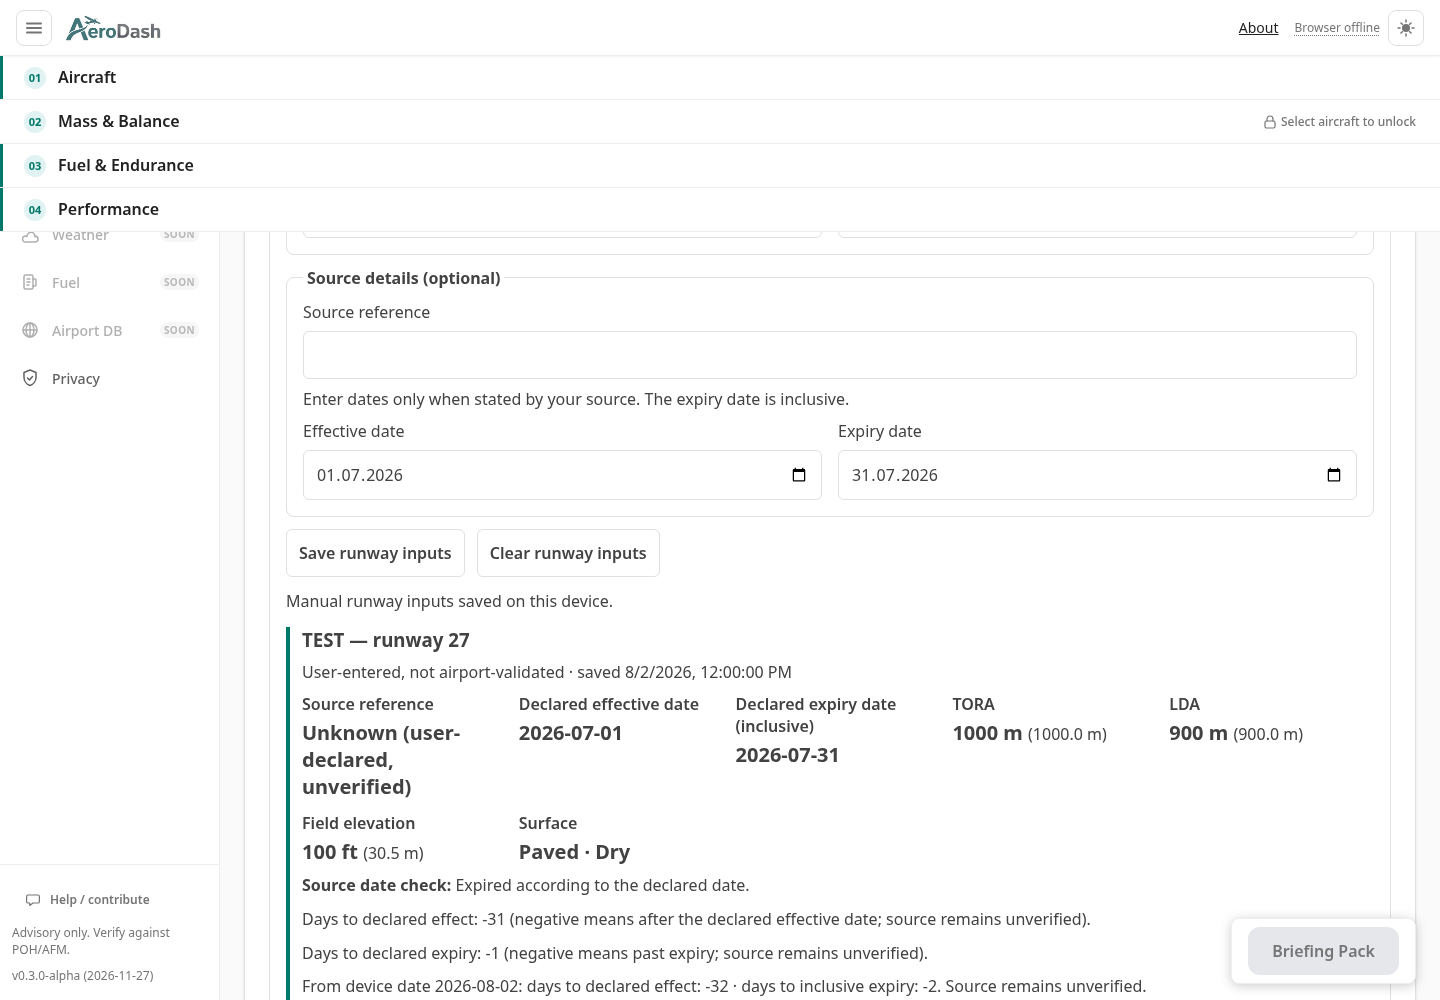 AeroDash
About
Browser offline
01 Aircraft
02 Mass & Balance
Select aircraft to unlock
03 Fuel & Endurance
04 Performance
Weather SOON
Fuel SOON
Airport DB SOON
Privacy
Source details (optional)
Source reference
Enter dates only when stated by your source. The expiry date is inclusive.
Effective date
Expiry date
01.07.2026
31.07.2026
Save runway inputs
Clear runway inputs
Manual runway inputs saved on this device.
TEST — runway 27
User-entered, not airport-validated · saved 8/2/2026, 12:00:00 PM
Source reference
Unknown (user-
declared,
unverified)
Declared effective date
2026-07-01
Declared expiry date
(inclusive)
2026-07-31
TORA
1000 m (1000.0 m)
LDA
900 m (900.0 m)
Field elevation
100 ft (30.5 m)
Surface
Paved · Dry
Source date check: Expired according to the declared date.
Days to declared effect: -31 (negative means after the declared effective date; source remains unverified).
Days to declared expiry: -1 (negative means past expiry; source remains unverified).
From device date 2026-08-02: days to declared effect: -32 · days to inclusive expiry: -2. Source remains unverified.
Help / contribute
Advisory only. Verify against
POH/AFM.
v0.3.0-alpha (2026-11-27)
Briefing Pack